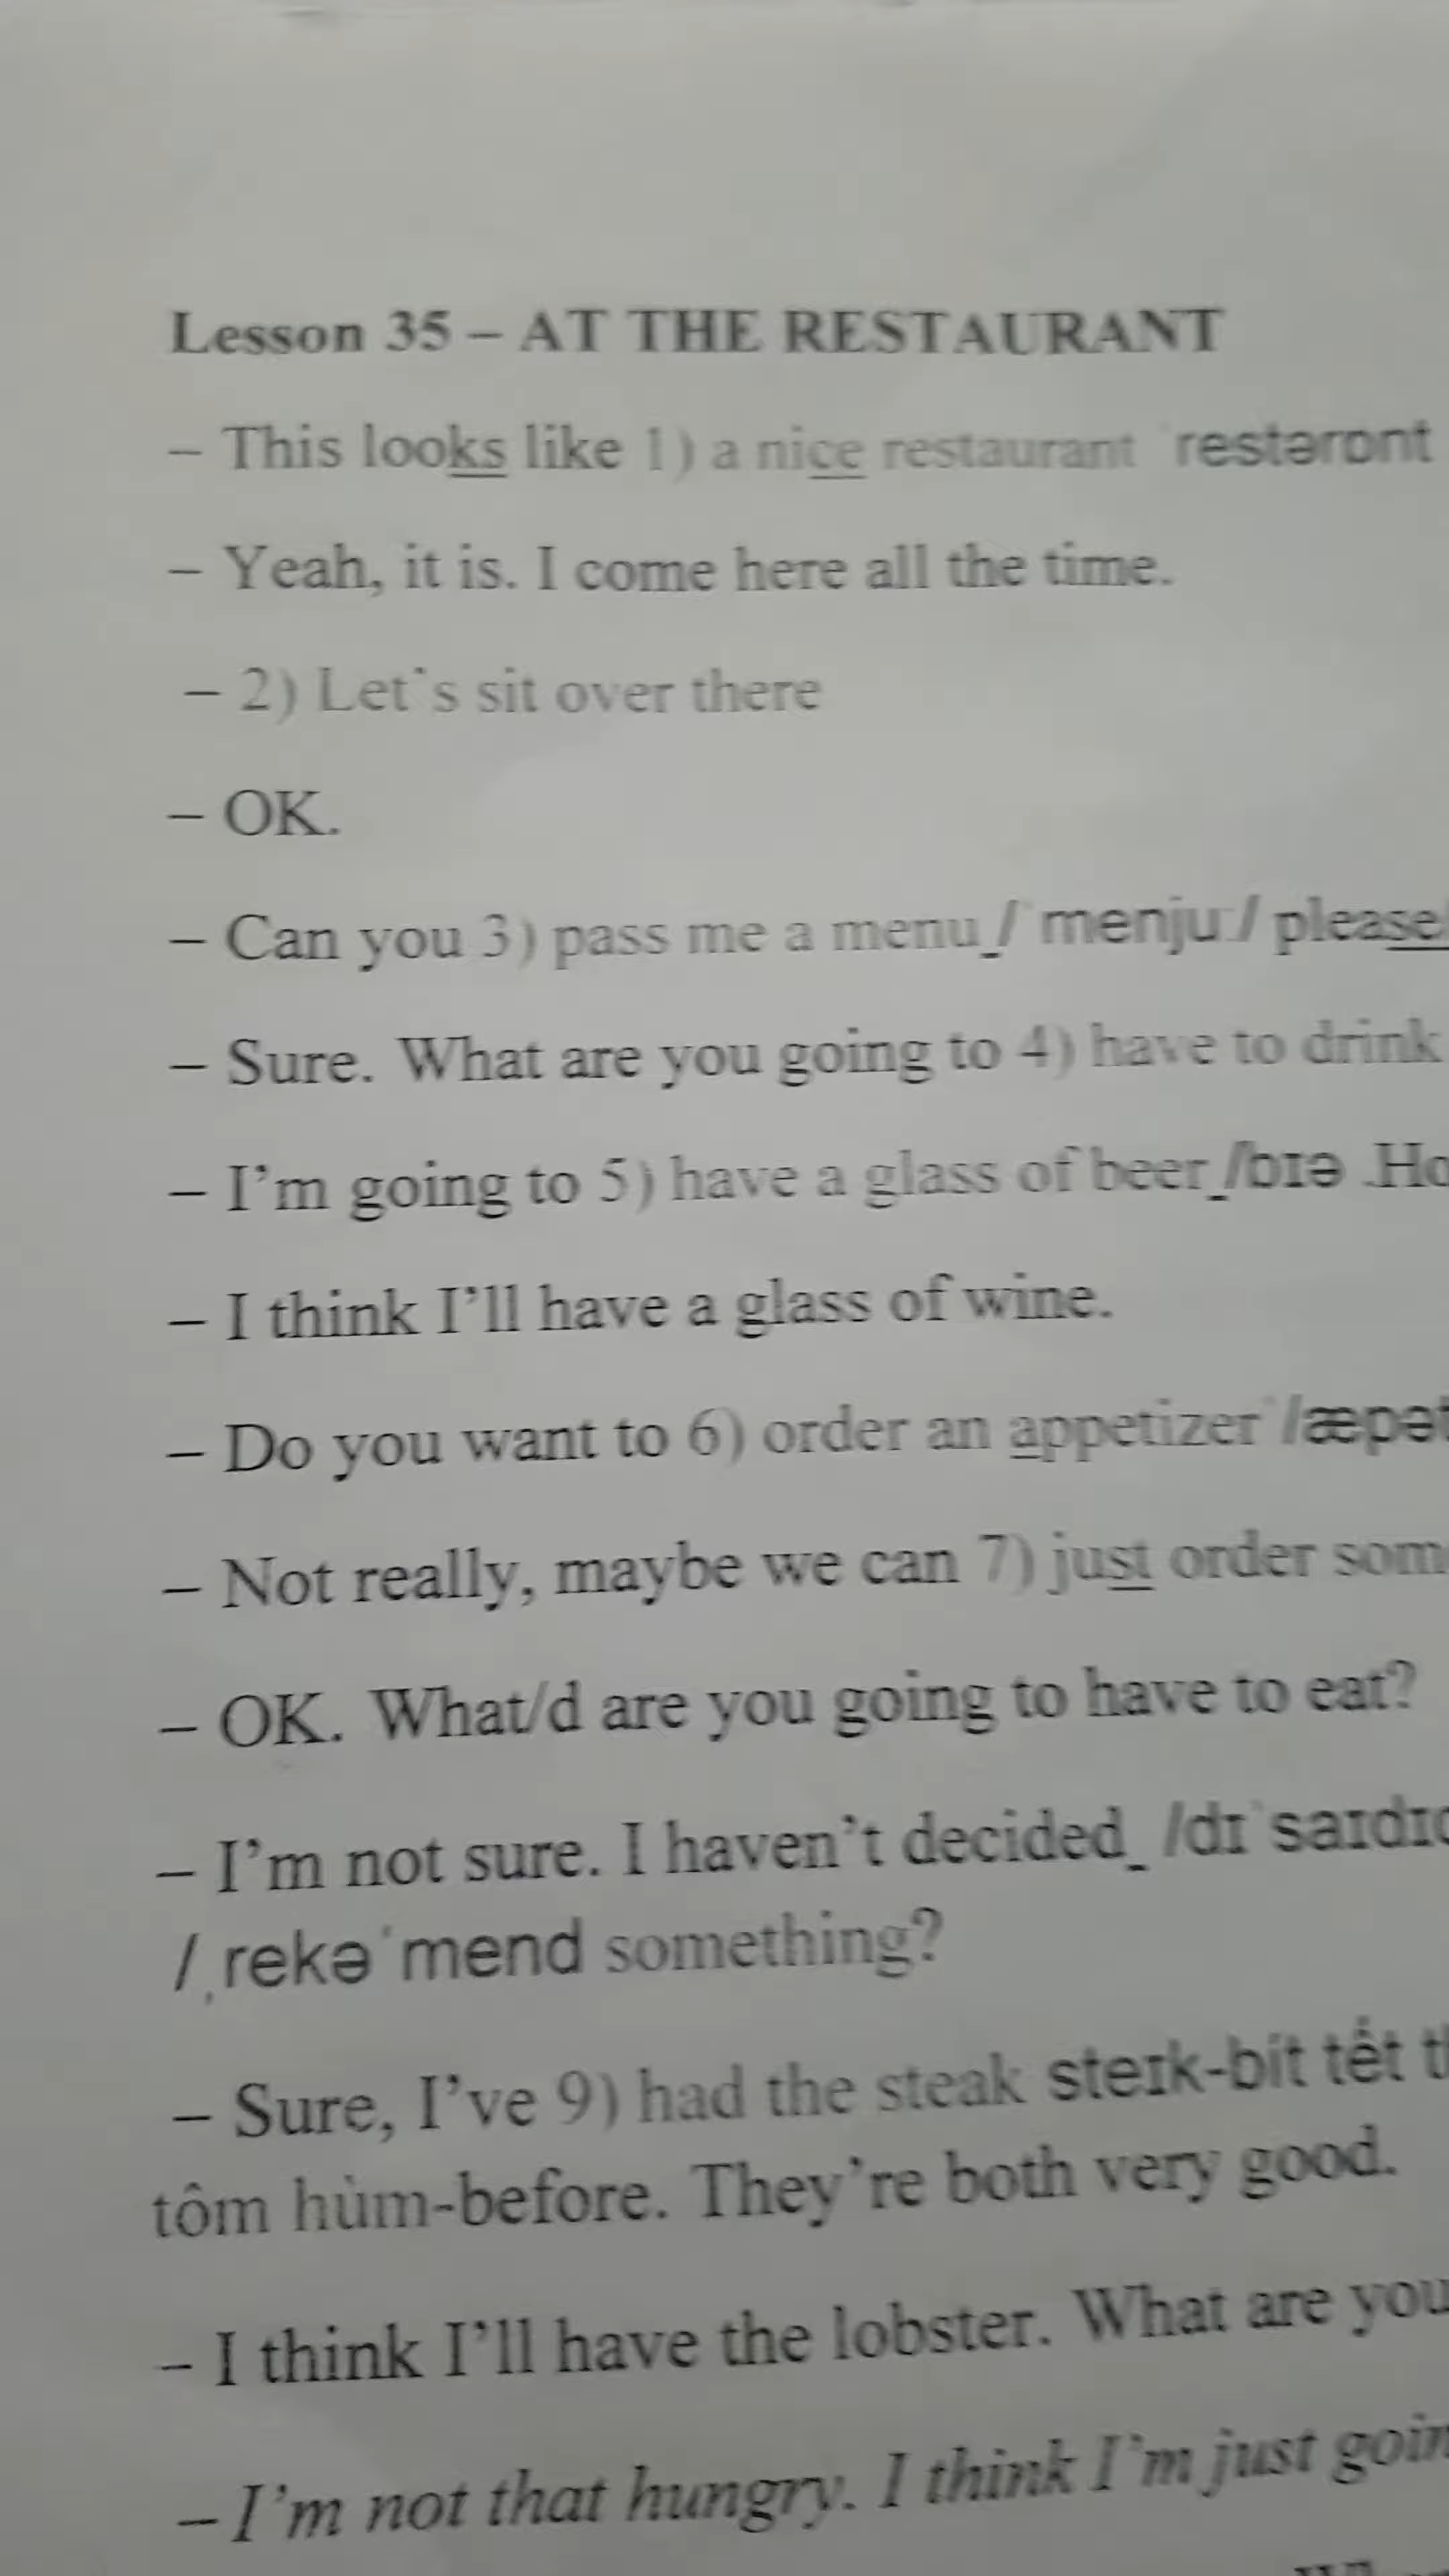 Lesson 35 – AT THE RESTAURANT
– This looks like 1) a nice restaurant ˈrestərɒnt
– Yeah, it is. I come here all the time.
– 2) Let's sit over there
– OK.
– Can you 3) pass me a menu /ˈmenjuː/ please
– Sure. What are you going to 4) have to drink
– I'm going to 5) have a glass of beer /bɪə .Ho
– I think I'll have a glass of wine.
– Do you want to 6) order an appetizer ˈ/æpət
– Not really, maybe we can 7) just order som
– OK. What/d are you going to have to eat?
– I'm not sure. I haven't decided /dɪˈsaɪdɪd
/ˌrekəˈmend something?
– Sure, I've 9) had the steak steɪk-bít tết th
tôm hùm-before. They're both very good.
– I think I'll have the lobster. What are you
– I'm not that hungry. I think I'm just goin